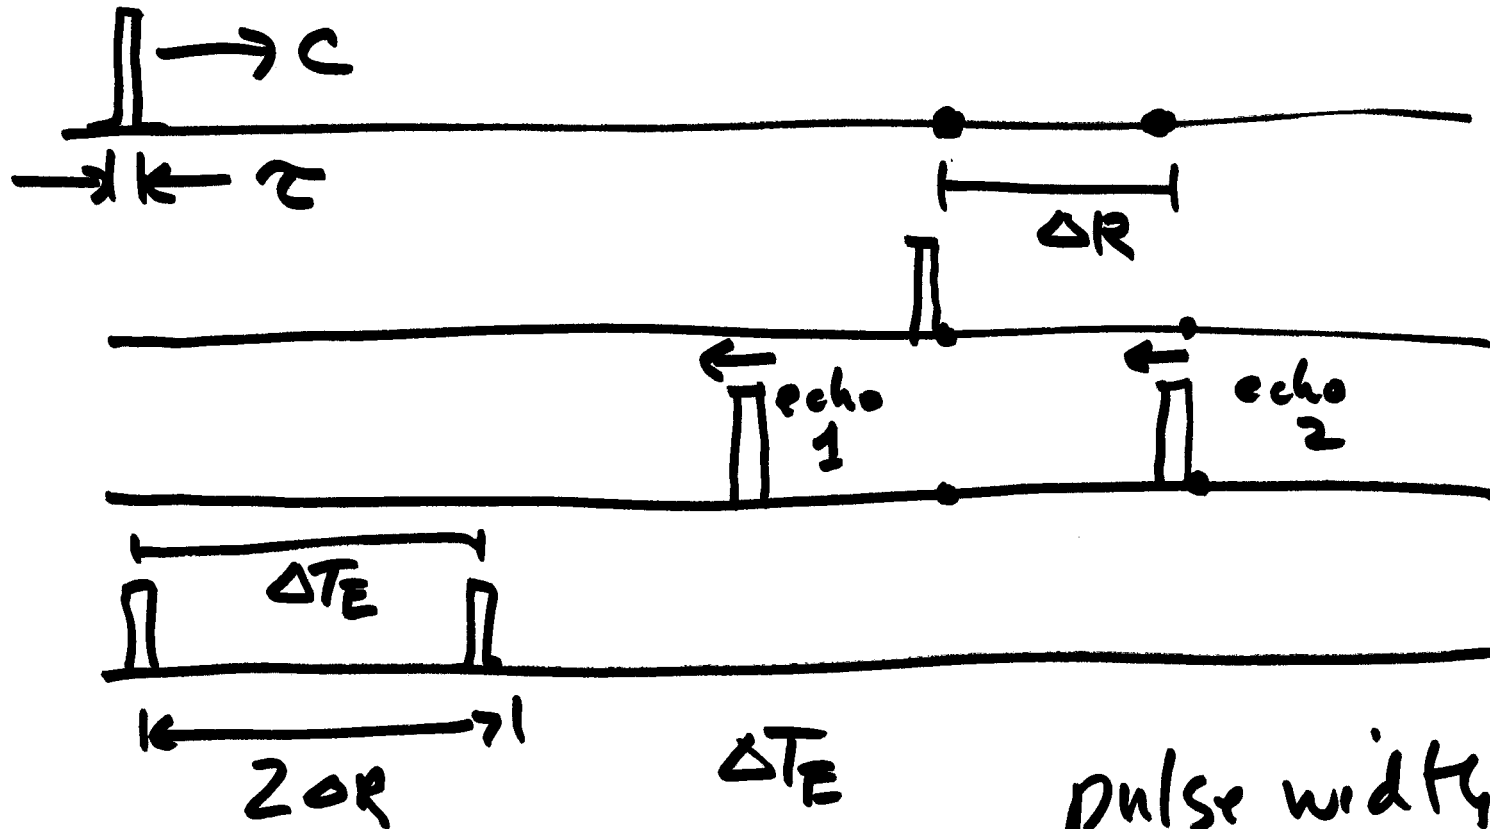 C
τ
ΔR
echo
1
echo
2
ΔT_E
2ΔR
ΔT_E
pulse width